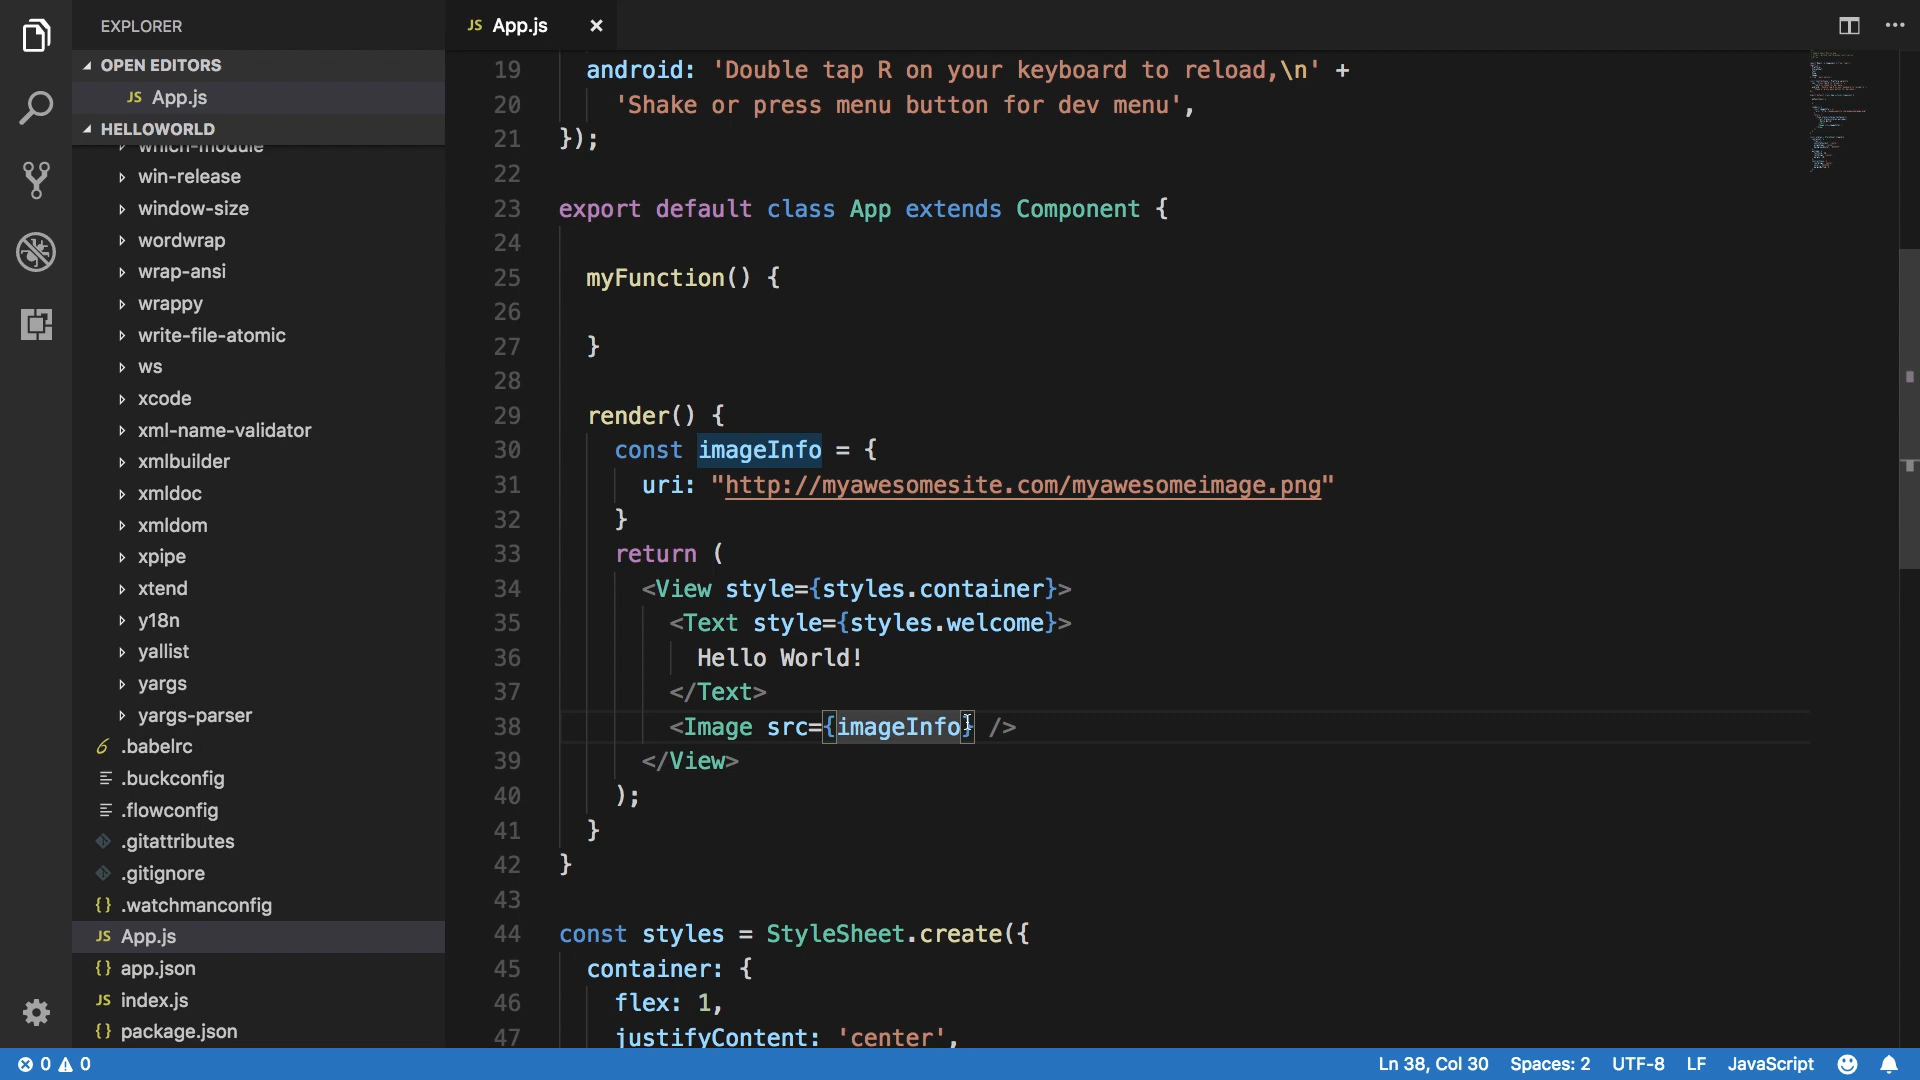 EXPLORER
OPEN EDITORS
JS App.js
HELLOWORLD
which-module
win-release
window-size
wordwrap
wrap-ansi
wrappy
write-file-atomic
ws
xcode
xml-name-validator
xmlbuilder
xmldoc
xmldom
xpipe
xtend
y18n
yallist
yargs
yargs-parser
.babelrc
.buckconfig
.flowconfig
.gitattributes
.gitignore
{} .watchmanconfig
JS App.js
{} app.json
JS index.js
{} package.json
JS App.js ×
19 android: 'Double tap R on your keyboard to reload,\n' +
20 'Shake or press menu button for dev menu',
21 });
22
23 export default class App extends Component {
24
25 myFunction() {
26
27 }
28
29 render() {
30 const imageInfo = {
31 uri: "http://myawesomesite.com/myawesomeimage.png"
32 }
33 return (
34 <View style={styles.container}>
35 <Text style={styles.welcome}>
36 Hello World!
37 </Text>
38 <Image src={imageInfo} />
39 </View>
40 );
41 }
42 }
43
44 const styles = StyleSheet.create({
45 container: {
46 flex: 1,
47 justifyContent: 'center',
0 0
Ln 38, Col 30 Spaces: 2 UTF-8 LF JavaScript